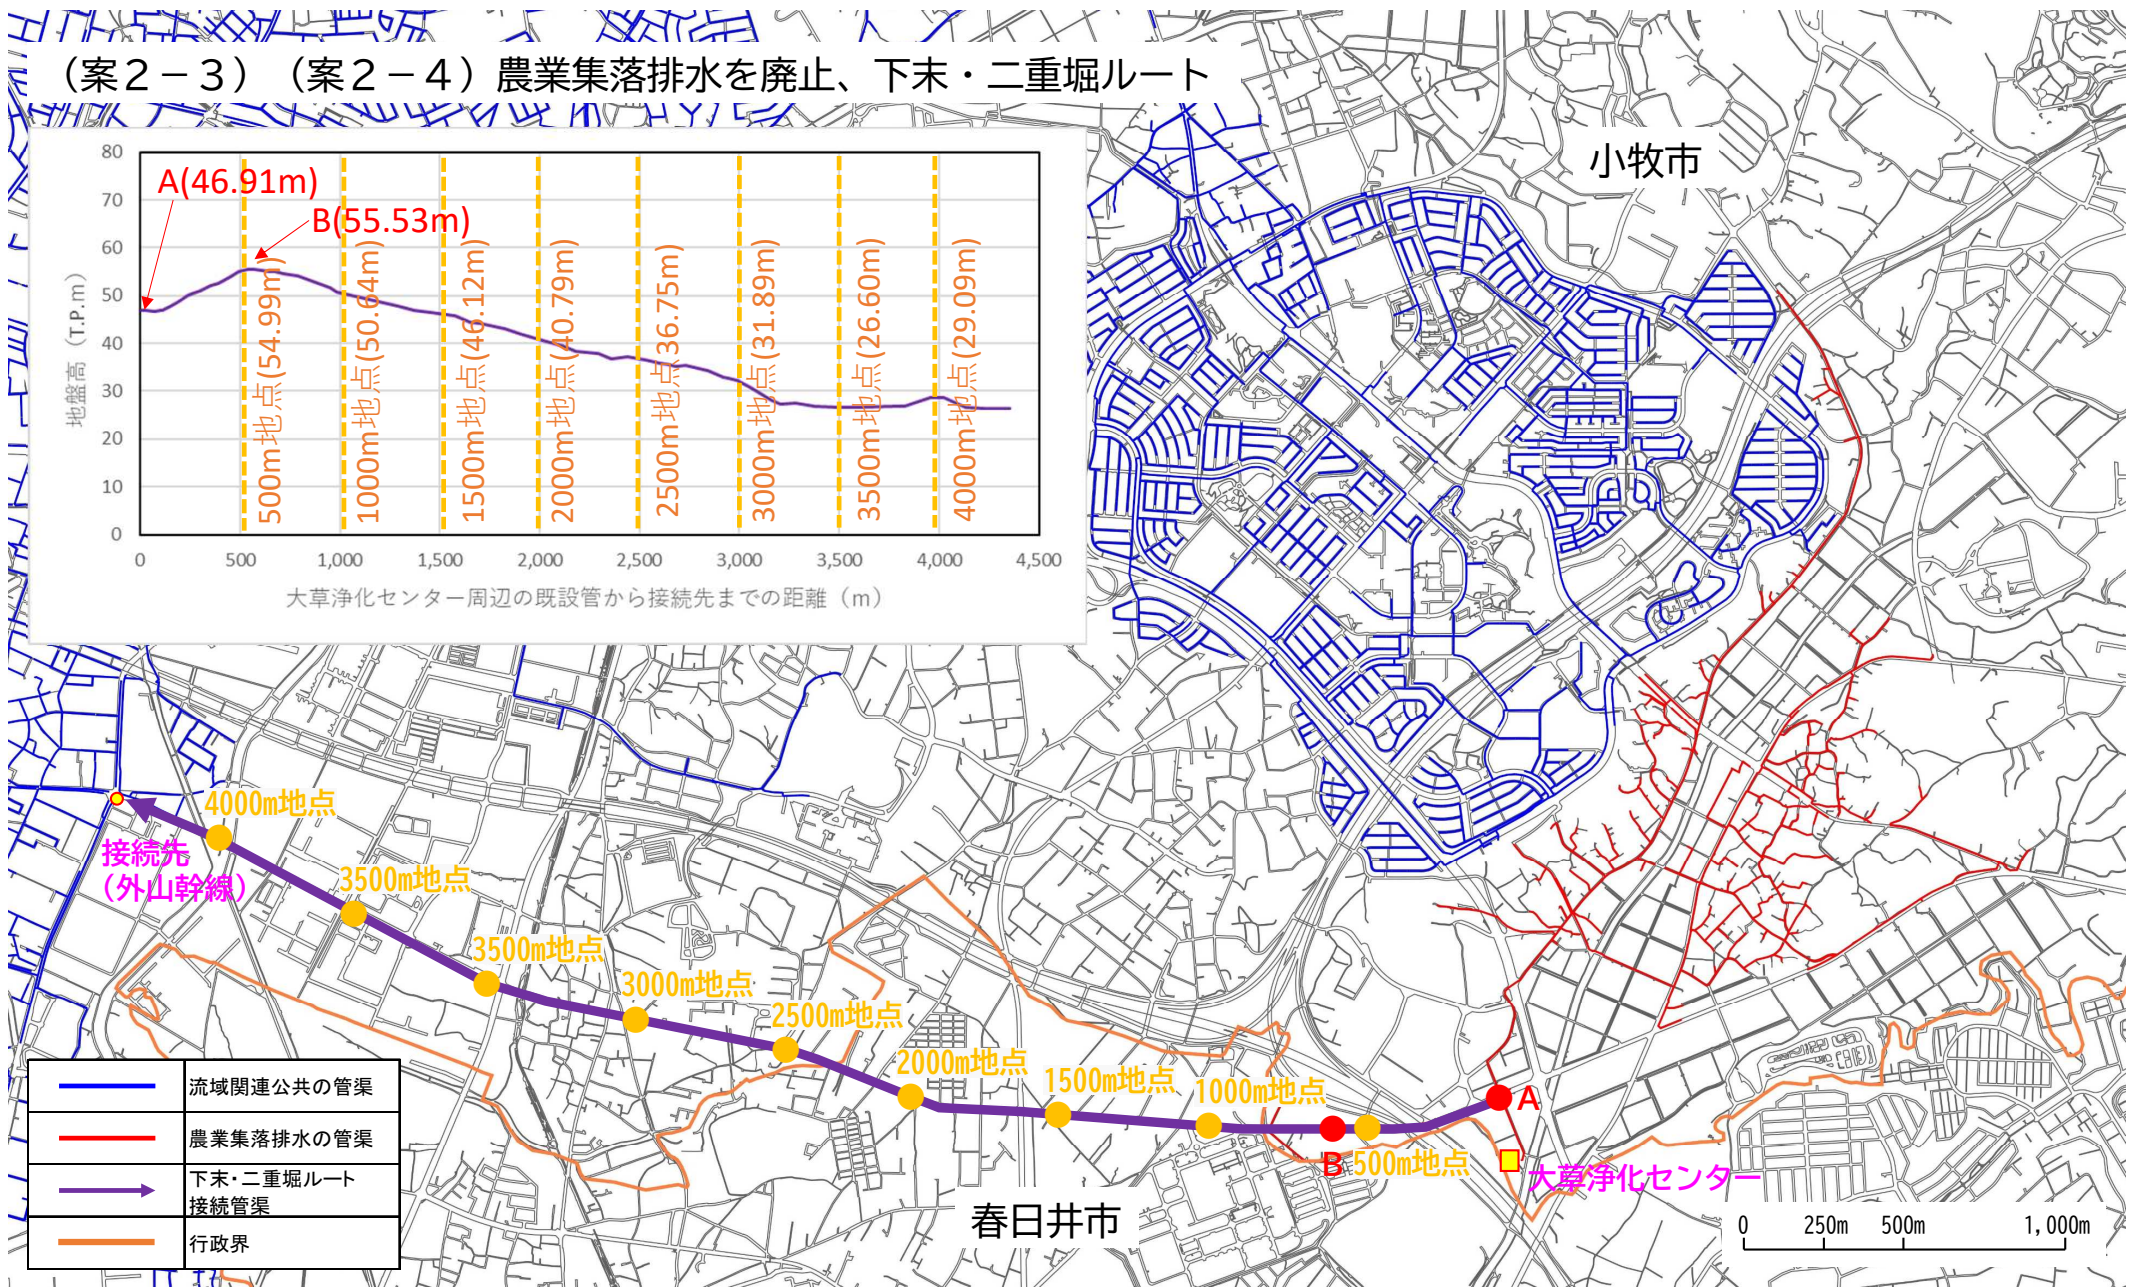 （案２－３）（案２－４）農業集落排水を廃止、下末・二重堀ルート
小牧市
80
70
60
50
40
30
20
10
0
地盤高（T.P.m）
A(46.91m)
B(55.53m)
500m地点(54.99m)
1000m地点(50.64m)
1500m地点(46.12m)
2000m地点(40.79m)
2500m地点36.75m)
3000m地点(31.89m)
3500m地点(26.60m)
4000m地点(29.09m)
0
500
1,000
1,500
2,000
2,500
3,000
3,500
4,000
4,500
大草浄化センター周辺の既設管から接続先までの距離（m）
4000m地点
接続先
（外山幹線）
3500m地点
3500m地点
3000m地点
2500m地点
2000m地点
1500m地点
1000m地点
A
B
500m地点
大草浄化センター
春日井市
流域関連公共の管渠
農業集落排水の管渠
下末・二重堀ルート
接続管渠
行政界
0
250m
500m
1,000m